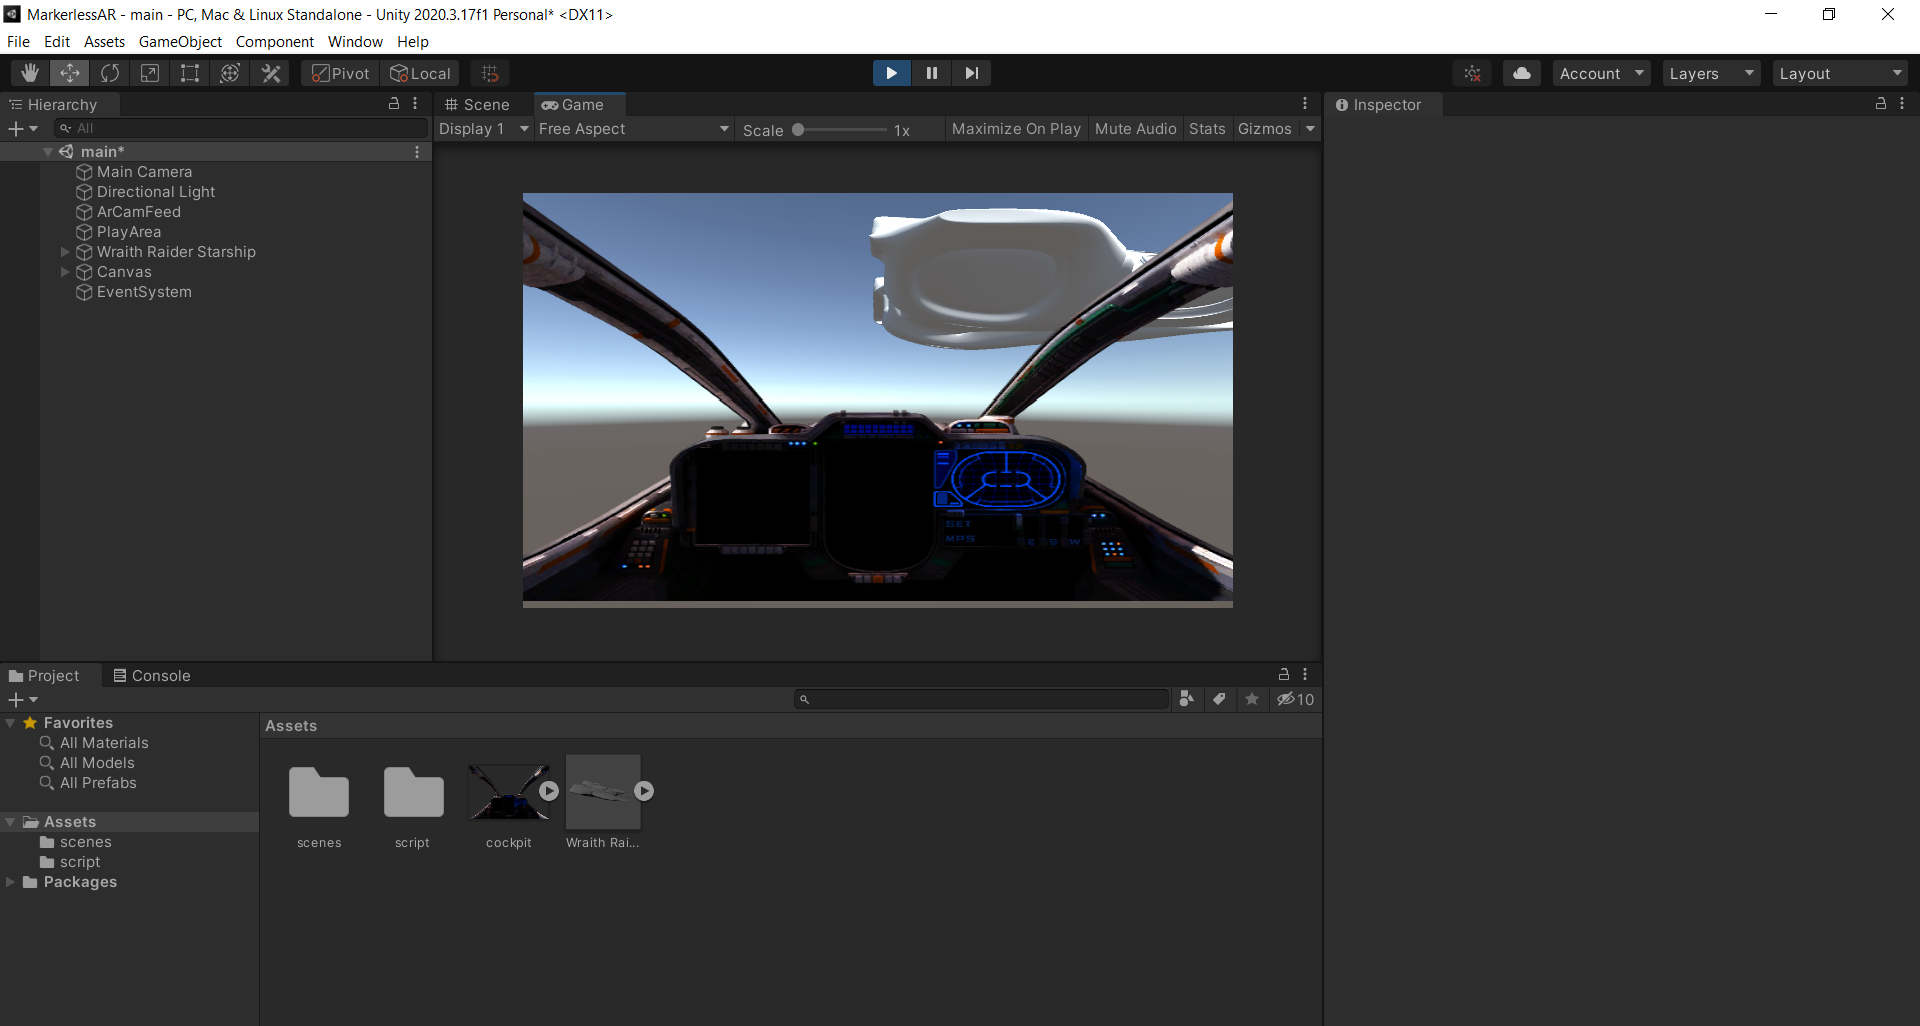 MarkerlessAR - main - PC, Mac & Linux Standalone - Unity 2020.3.17f1 Personal* <DX11>
File Edit Assets GameObject Component Window Help
Pivot Local Account Layers Layout
Hierarchy
All
main*
Main Camera
Directional Light
ArCamFeed
PlayArea
Wraith Raider Starship
Canvas
EventSystem
Scene Game
Display 1 Free Aspect Scale 1x Maximize On Play Mute Audio Stats Gizmos
SET
MPS
E S W
Inspector
Project Console
10
Favorites
All Materials
All Models
All Prefabs
Assets
scenes
script
Packages
Assets
scenes script cockpit Wraith Rai...